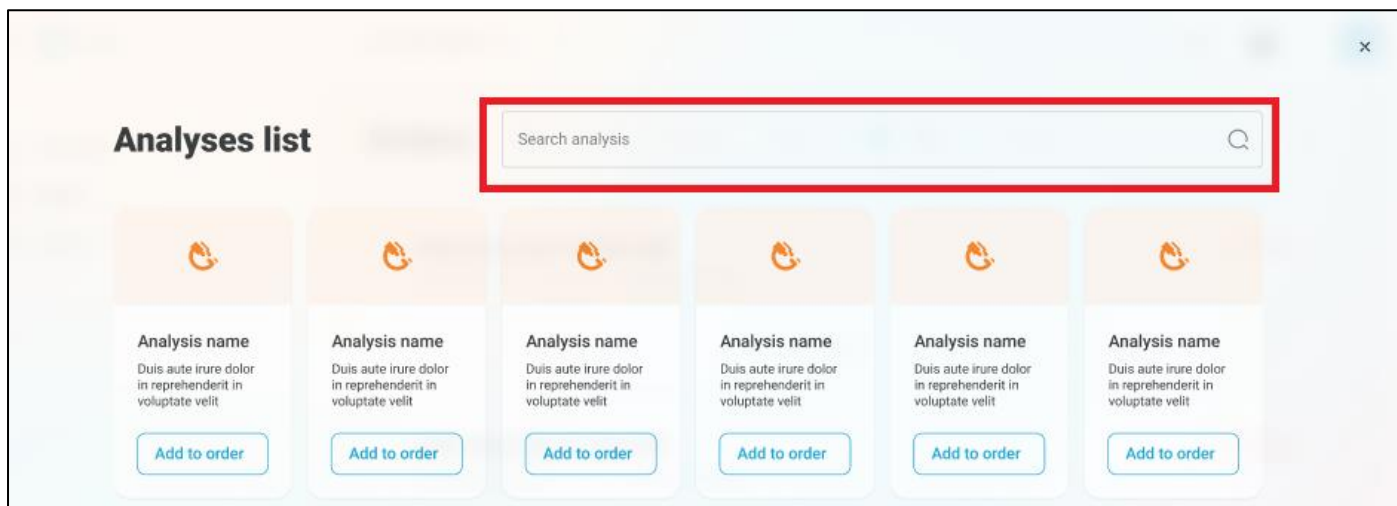 Analyses list
Search analysis
Analysis name
Duis aute irure dolor
in reprehenderit in
voluptate velit
Add to order
Analysis name
Duis aute irure dolor
in reprehenderit in
voluptate velit
Add to order
Analysis name
Duis aute irure dolor
in reprehenderit in
voluptate velit
Add to order
Analysis name
Duis aute irure dolor
in reprehenderit in
voluptate velit
Add to order
Analysis name
Duis aute irure dolor
in reprehenderit in
voluptate velit
Add to order
Analysis name
Duis aute irure dolor
in reprehenderit in
voluptate velit
Add to order